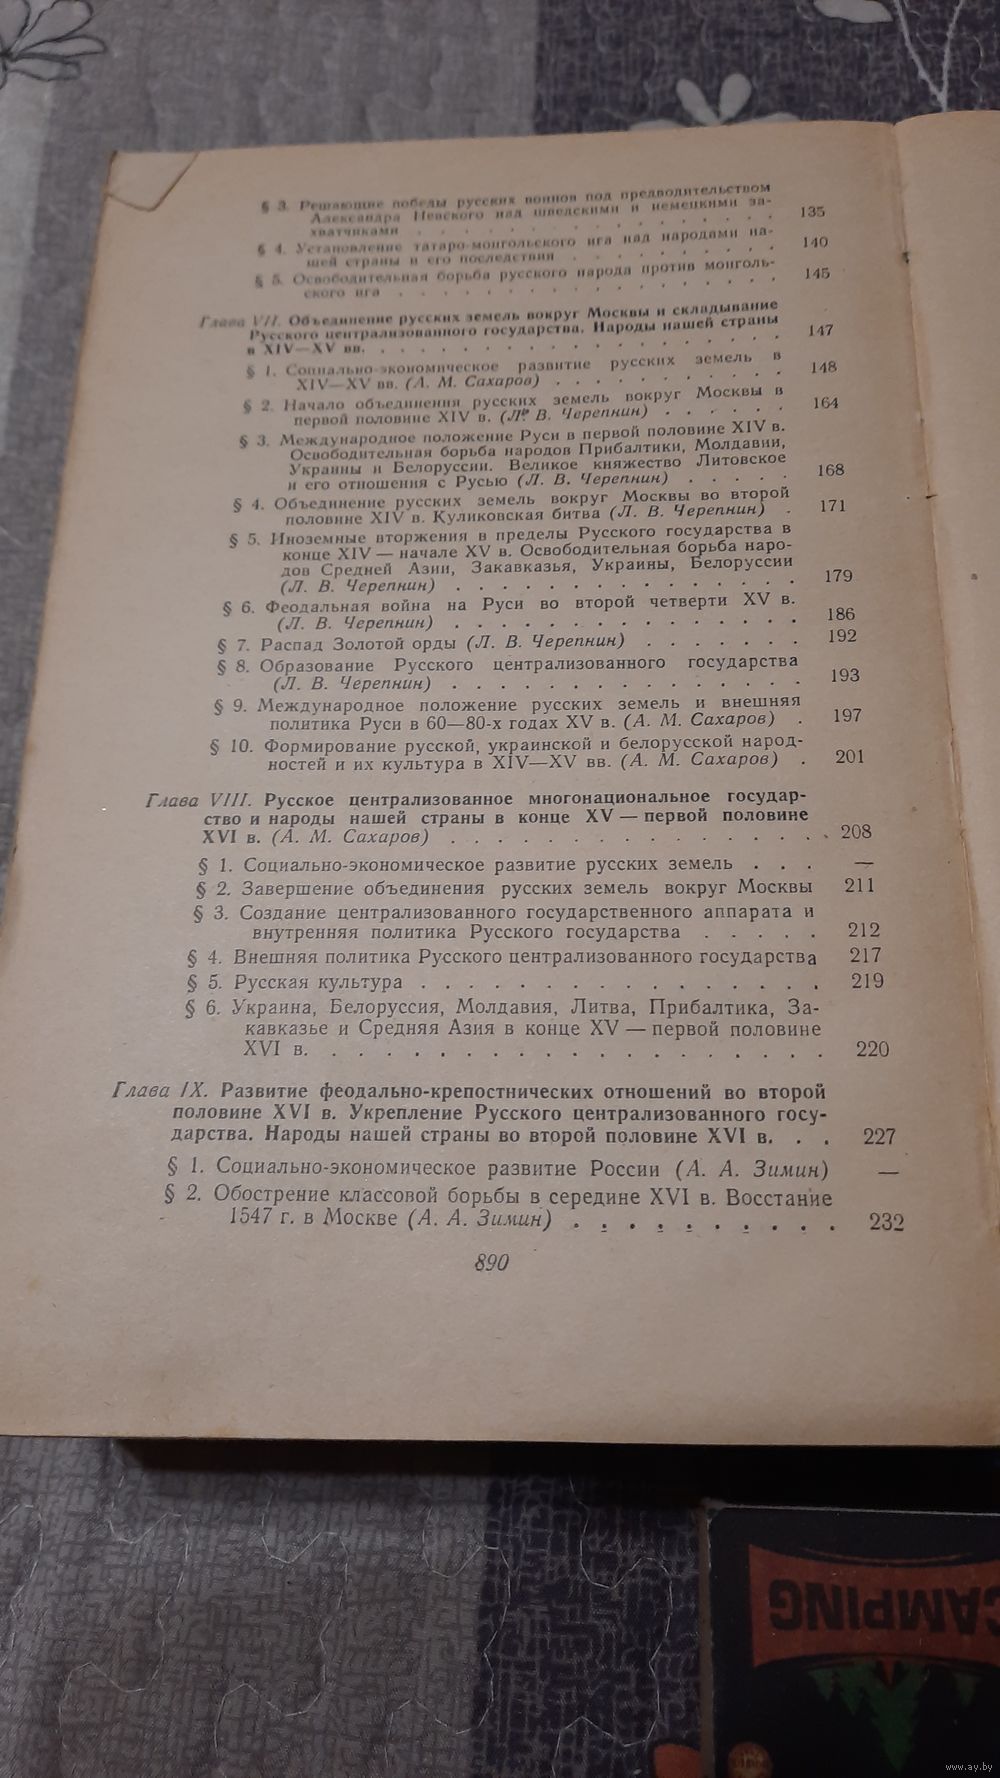 § 3. Решающие победы русских воинов под предводительством
Александра Невского над шведскими и немецкими за-
хватчиками . . . . . . . . . . . . . . 135
§ 4. Установление татаро-монгольского ига над народами на-
шей страны и его последствия . . . . . . . . 140
§ 5. Освободительная борьба русского народа против монголь-
ского ига . . . . . . . . . . . . . . 145
Глава VII. Объединение русских земель вокруг Москвы и складывание
Русского централизованного государства. Народы нашей страны
в XIV—XV вв. . . . . . . . . . . . . . . . 147
§ 1. Социально-экономическое развитие русских земель в
XIV—XV вв. (А. М. Сахаров) . . . . . . . . . . 148
§ 2. Начало объединения русских земель вокруг Москвы в
первой половине XIV в. (Л. В. Черепнин) . . . . . . 164
§ 3. Международное положение Руси в первой половине XIV в.
Освободительная борьба народов Прибалтики, Молдавии,
Украины и Белоруссии. Великое княжество Литовское
и его отношения с Русью (Л. В. Черепнин) . . . . . 168
§ 4. Объединение русских земель вокруг Москвы во второй
половине XIV в. Куликовская битва (Л. В. Черепнин) . 171
§ 5. Иноземные вторжения в пределы Русского государства в
конце XIV — начале XV в. Освободительная борьба наро-
дов Средней Азии, Закавказья, Украины, Белоруссии
(Л. В. Черепнин) . . . . . . . . . . . . . 179
§ 6. Феодальная война на Руси во второй четверти XV в.
(Л. В. Черепнин) . . . . . . . . . . . . . 186
§ 7. Распад Золотой орды (Л. В. Черепнин) . . . . . . 192
§ 8. Образование Русского централизованного государства
(Л. В. Черепнин) . . . . . . . . . . . . . 193
§ 9. Международное положение русских земель и внешняя
политика Руси в 60—80-х годах XV в. (А. М. Сахаров) . 197
§ 10. Формирование русской, украинской и белорусской народ-
ностей и их культура в XIV—XV вв. (А. М. Сахаров) . 201
Глава VIII. Русское централизованное многонациональное государ-
ство и народы нашей страны в конце XV — первой половине
XVI в. (А. М. Сахаров) . . . . . . . . . . . . . . 208
§ 1. Социально-экономическое развитие русских земель . . . —
§ 2. Завершение объединения русских земель вокруг Москвы 211
§ 3. Создание централизованного государственного аппарата и
внутренняя политика Русского государства . . . . . 212
§ 4. Внешняя политика Русского централизованного государства 217
§ 5. Русская культура . . . . . . . . . . . . . . . 219
§ 6. Украина, Белоруссия, Молдавия, Литва, Прибалтика, За-
кавказье и Средняя Азия в конце XV — первой половине
XVI в. . . . . . . . . . . . . . . . . . . . 220
Глава IX. Развитие феодально-крепостнических отношений во второй
половине XVI в. Укрепление Русского централизованного госу-
дарства. Народы нашей страны во второй половине XVI в. . . . 227
§ 1. Социально-экономическое развитие России (А. А. Зимин) —
§ 2. Обострение классовой борьбы в середине XVI в. Восстание
1547 г. в Москве (А. А. Зимин) . . . . . . . . . . 232
890
CAMPING
www.ay.by